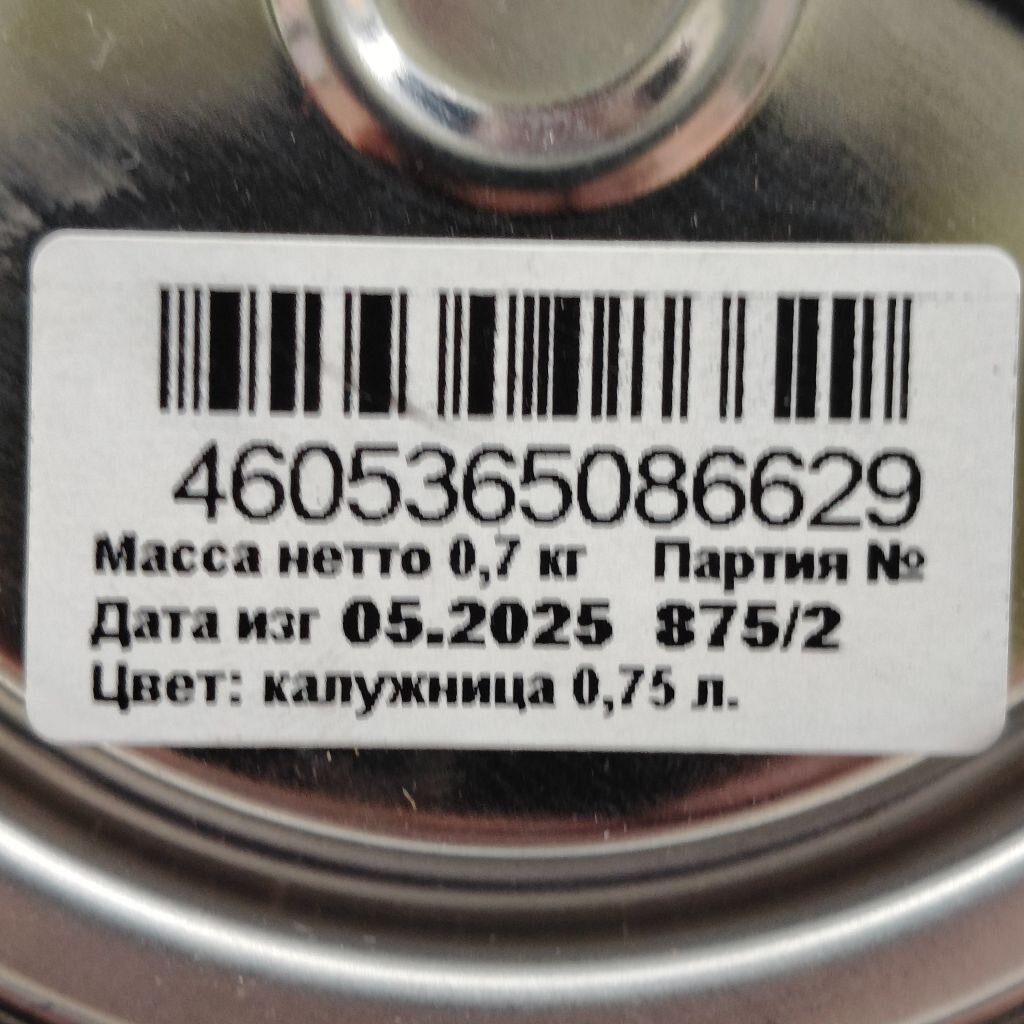 4605365086629
Масса нетто 0,7 кг Партия №
Дата изг 05.2025 875/2
Цвет: калужница 0,75 л.